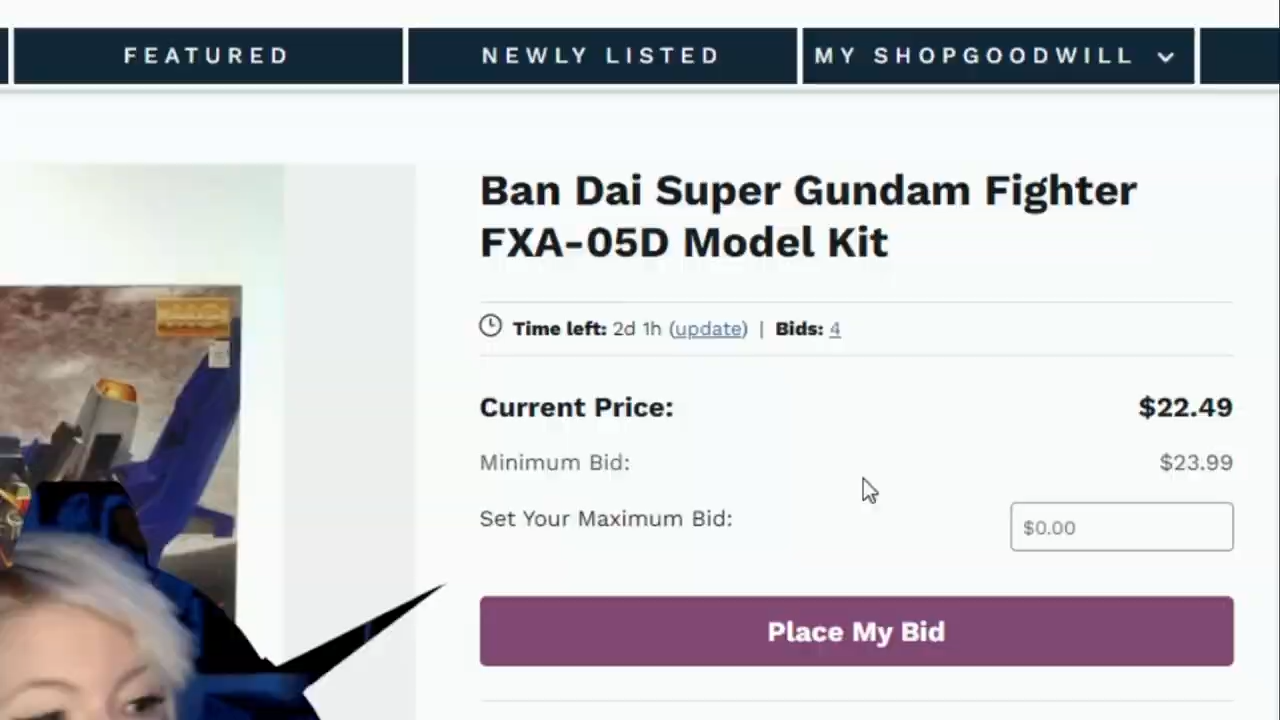 FEATURED
NEWLY LISTED
MY SHOPGOODWILL
Ban Dai Super Gundam Fighter
FXA-05D Model Kit
Time left: 2d 1h (update) | Bids: 4
Current Price: $22.49
Minimum Bid: $23.99
Set Your Maximum Bid: $0.00
Place My Bid